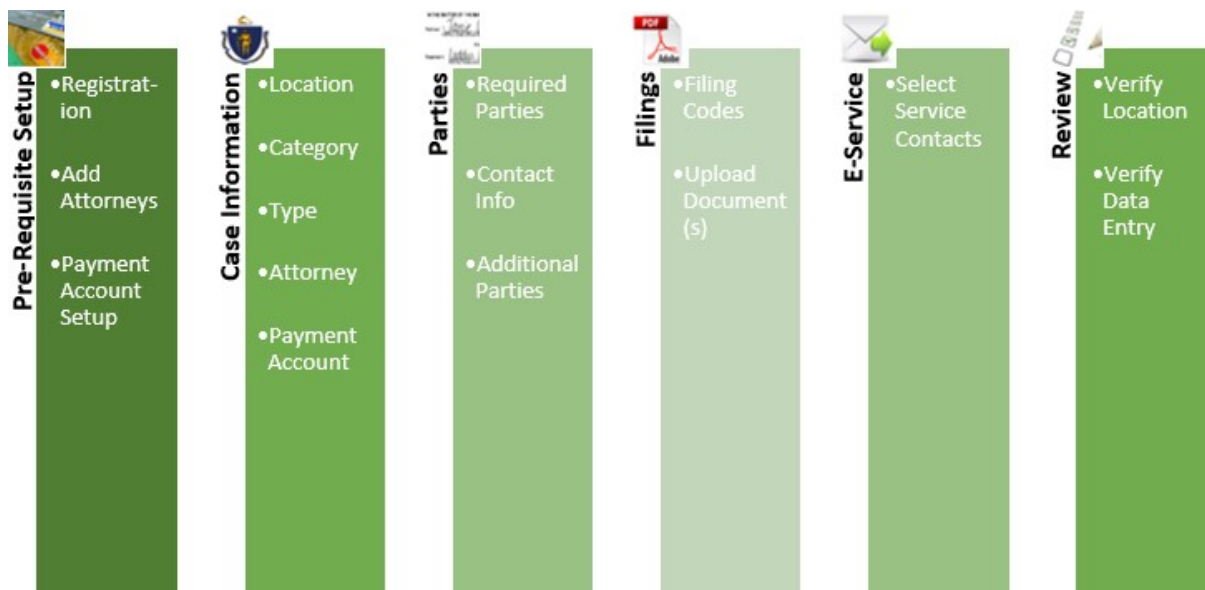 Pre-Requisite Setup
•Registrat-
ion
•Add
Attorneys
•Payment
Account
Setup
Case Information
•Location
•Category
•Type
•Attorney
•Payment
Account
Parties
•Required
Parties
•Contact
Info
•Additional
Parties
PDF
Adobe
Filings
•Filing
Codes
•Upload
Document
(s)
E-Service
•Select
Service
Contacts
Review
•Verify
Location
•Verify
Data
Entry